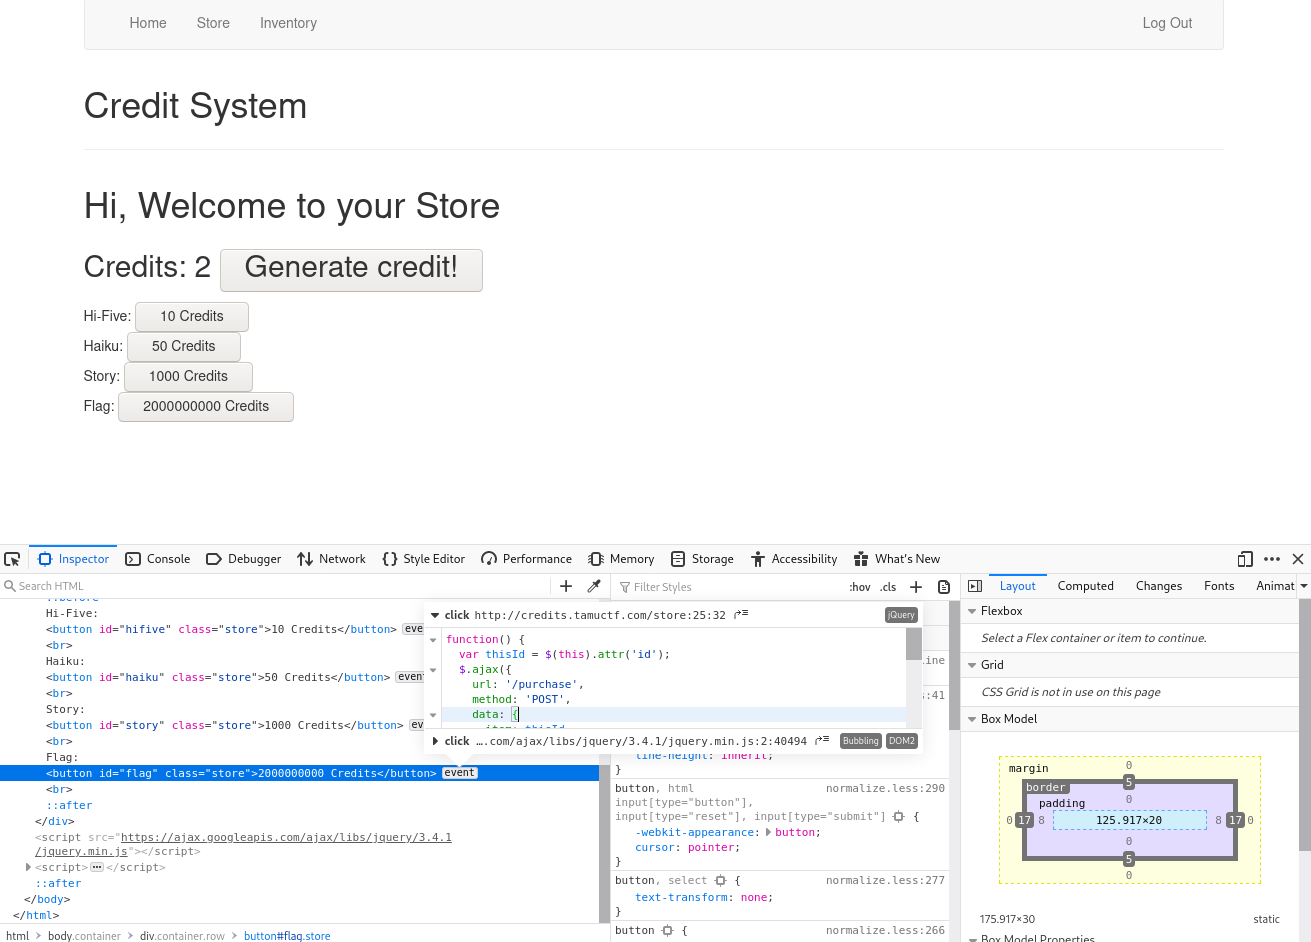 Home Store Inventory Log Out
Credit System
Hi, Welcome to your Store
Credits: 2 Generate credit!
Hi-Five: 10 Credits
Haiku: 50 Credits
Story: 1000 Credits
Flag: 2000000000 Credits
Inspector Console Debugger Network Style Editor Performance Memory Storage Accessibility What's New
Search HTML
Filter Styles
:hov .cls
Layout Computed Changes Fonts Animat
::before
Hi-Five:
<button id="hifive" class="store">10 Credits</button> eve
<br>
Haiku:
<button id="haiku" class="store">50 Credits</button> event
<br>
Story:
<button id="story" class="store">1000 Credits</button> ev
<br>
Flag:
<button id="flag" class="store">2000000000 Credits</button> event
<br>
::after
</div>
<script src="https://ajax.googleapis.com/ajax/libs/jquery/3.4.1
/jquery.min.js"></script>
<script> ••• </script>
::after
</body>
</html>
html > body.container > div.container.row > button#flag.store
click http://credits.tamuctf.com/store:25:32 jQuery
function() {
var thisId = $(this).attr('id');
$.ajax({
url: '/purchase',
method: 'POST',
data: {
item: thisId
click ….com/ajax/libs/jquery/3.4.1/jquery.min.js:2:40494 Bubbling DOM2
line
:41
line-height: inherit;
}
button, html normalize.less:290
input[type="button"],
input[type="reset"], input[type="submit"] {
-webkit-appearance: button;
cursor: pointer;
}
button, select { normalize.less:277
text-transform: none;
}
button { normalize.less:266
Flexbox
Select a Flex container or item to continue.
Grid
CSS Grid is not in use on this page
Box Model
margin 0
border 5
padding 0
0 17 8 125.917×20 8 17 0
0
5
0
175.917×30 static
Box Model Properties